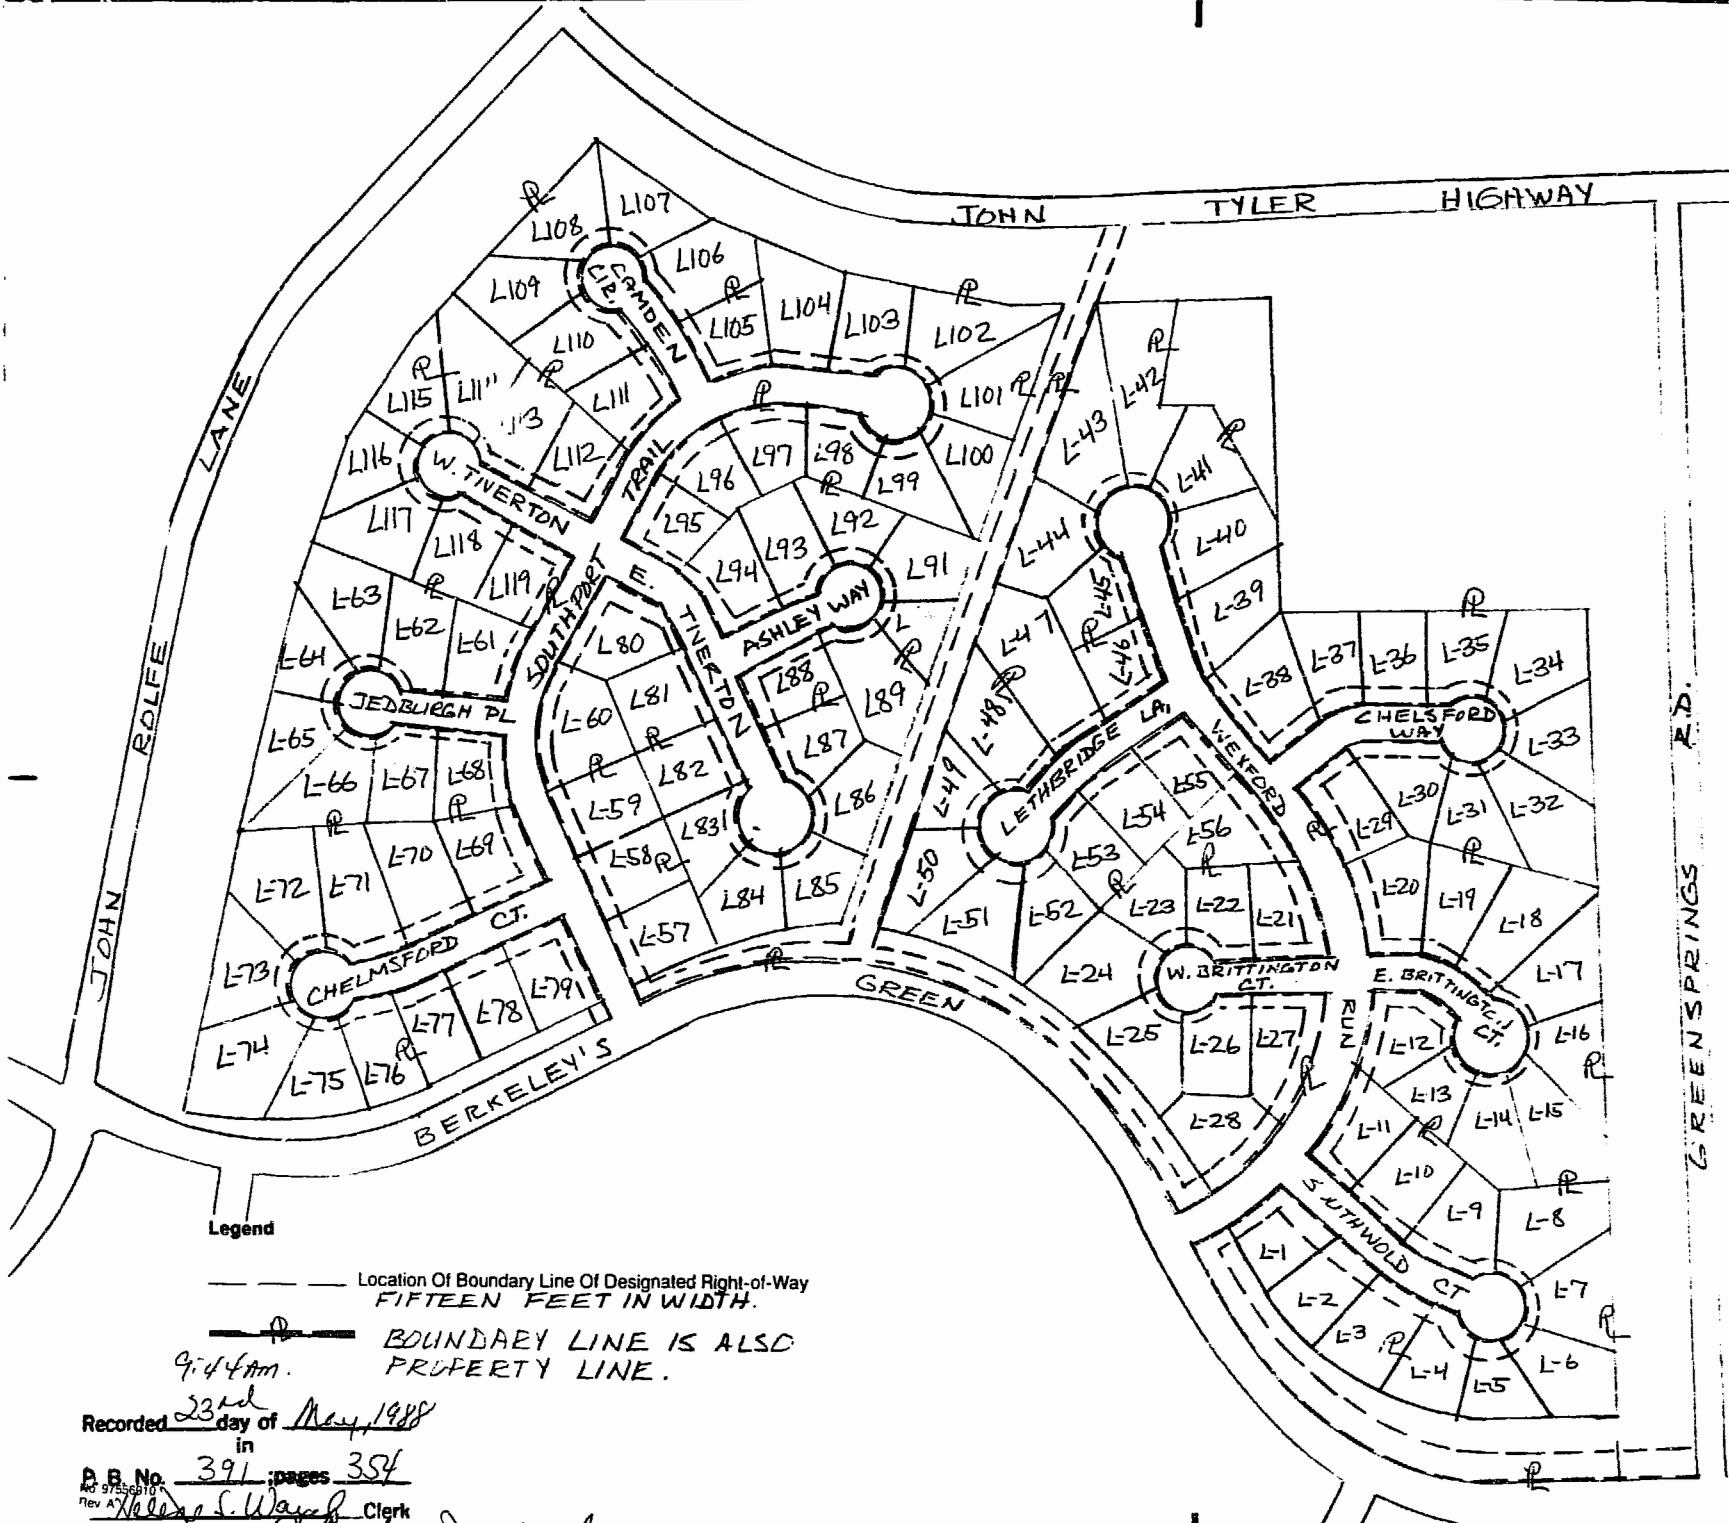 JOHN TYLER HIGHWAY
JOHN ROLFE LANE
GREENSPRINGS RD.
BERKELEY'S GREEN
CAMDEN CIR.
W. TIVERTON
SOUTHPORT TRAIL
E. TIVERTON
ASHLEY WAY
JEDBURGH PL
CHELMSFORD CT.
LETHBRIDGE LA.
WEXFORD RUN
CHELSFORD WAY
W. BRITTINGTON CT.
E. BRITTINGTON CT.
SOUTHWOLD CT
L107
L108
L106
L109
L105
L104
L103
L102
L110
L101
L111
L115
L113
L112
L116
L97
L98
L100
L96
L99
L117
L95
L92
L118
L93
L94
L91
L119
L-63
L-62
L-61
L80
L-64
L88
L89
L81
L-60
L-65
L87
L82
L-66
L-67
L-68
L-59
L83
L86
L-58
L-70
L-69
L-72
L-71
L84
L85
L-57
L-73
L-79
L-78
L-77
L-74
L-75
L-76
L-42
L-43
L-41
L-44
L-40
L-45
L-39
L-47
L-46
L-38
L-37
L-36
L-35
L-34
L-48
L-33
L-49
L-55
L-54
L-56
L-30
L-31
L-32
L-29
L-53
L-50
L-20
L-19
L-18
L-51
L-52
L-23
L-22
L-21
L-24
L-17
L-25
L-26
L-27
L-12
L-16
L-13
L-14
L-15
L-28
L-11
L-10
L-9
L-8
L-1
L-2
L-7
L-3
L-4
L-5
L-6
Legend
Location Of Boundary Line Of Designated Right-of-Way
FIFTEEN FEET IN WIDTH.
PL BOUNDARY LINE IS ALSO
PROPERTY LINE.
9:44 AM.
Recorded 23rd day of May, 1988
in
P. B. No. 391 ;pages 354
No 97556910
Rev A
Clerk